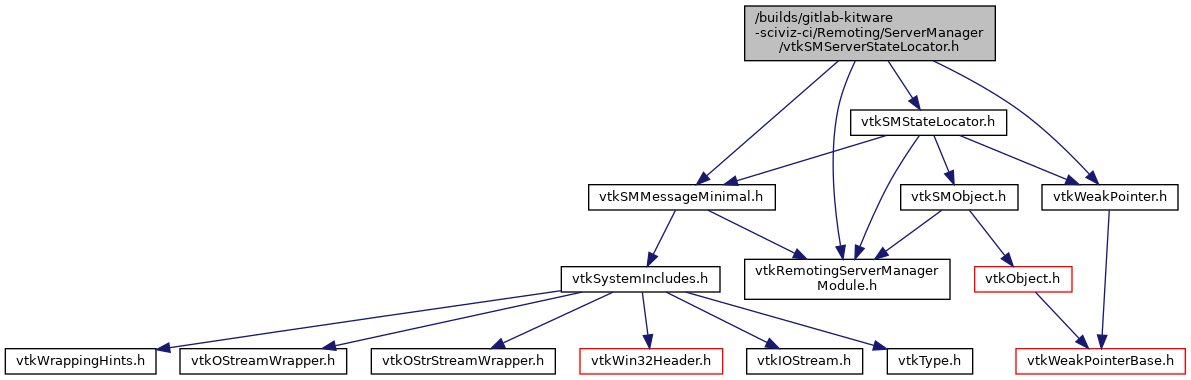 /builds/gitlab-kitware
-sciviz-ci/Remoting/ServerManager
/vtkSMServerStateLocator.h
vtkSMStateLocator.h
vtkSMMessageMinimal.h
vtkSMObject.h
vtkWeakPointer.h
vtkSystemIncludes.h
vtkRemotingServerManager
Module.h
vtkObject.h
vtkWrappingHints.h
vtkOStreamWrapper.h
vtkOStrStreamWrapper.h
vtkWin32Header.h
vtkIOStream.h
vtkType.h
vtkWeakPointerBase.h